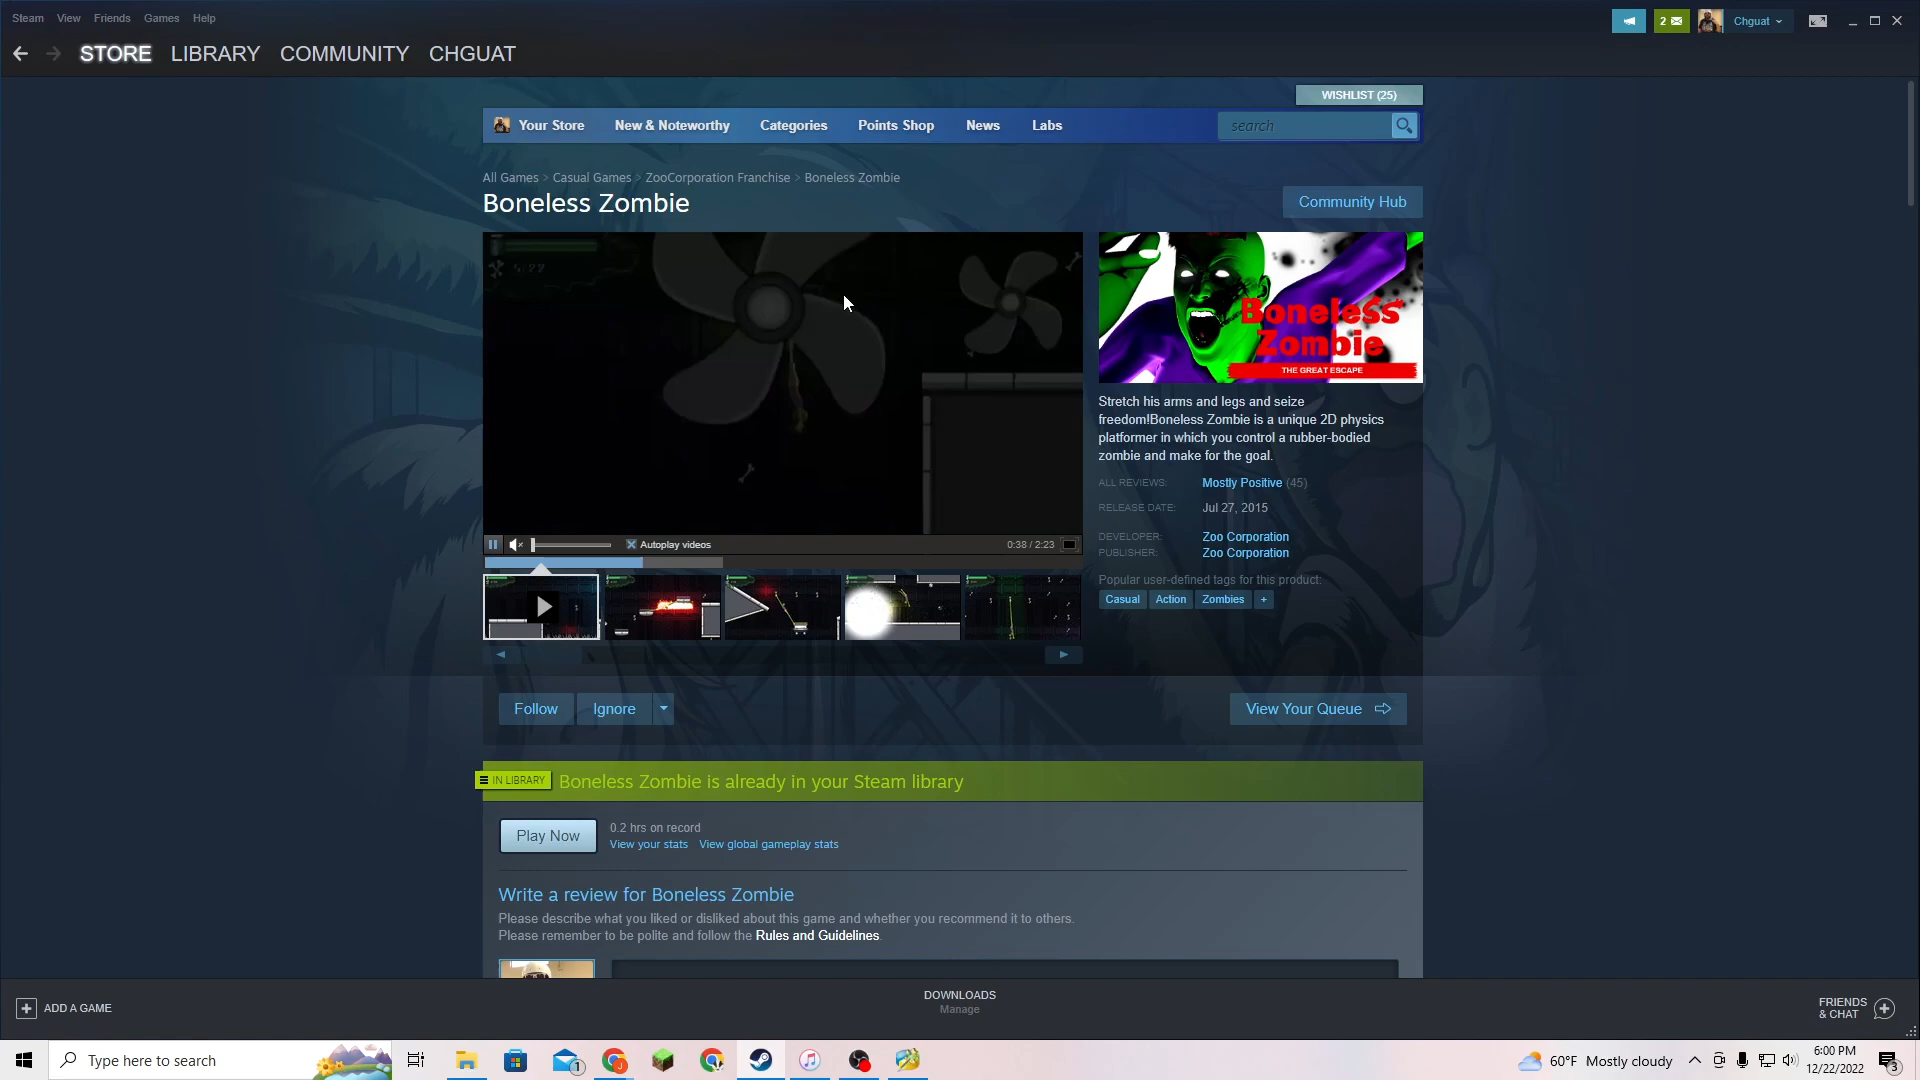 Steam View Friends Games Help
2 Chguat
STORE LIBRARY COMMUNITY CHGUAT
WISHLIST (25)
Your Store New & Noteworthy Categories Points Shop News Labs search
All Games > Casual Games > ZooCorporation Franchise > Boneless Zombie
Boneless Zombie
Community Hub
Boneless
Zombie
THE GREAT ESCAPE
Stretch his arms and legs and seize
freedom!Boneless Zombie is a unique 2D physics
platformer in which you control a rubber-bodied
zombie and make for the goal.
ALL REVIEWS: Mostly Positive (45)
RELEASE DATE: Jul 27, 2015
DEVELOPER: Zoo Corporation
PUBLISHER: Zoo Corporation
Popular user-defined tags for this product:
Casual Action Zombies +
Autoplay videos 0:38 / 2:23
Follow Ignore View Your Queue
IN LIBRARY Boneless Zombie is already in your Steam library
Play Now
0.2 hrs on record
View your stats View global gameplay stats
Write a review for Boneless Zombie
Please describe what you liked or disliked about this game and whether you recommend it to others.
Please remember to be polite and follow the Rules and Guidelines.
ADD A GAME
DOWNLOADS
Manage
FRIENDS
& CHAT
Type here to search
1
60°F Mostly cloudy
6:00 PM
12/22/2022
3